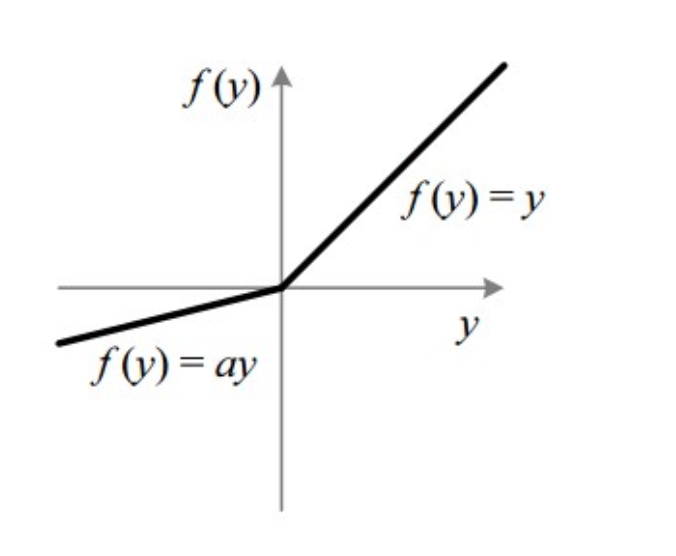 f(y)
f(y) = y
y
f(y) = ay